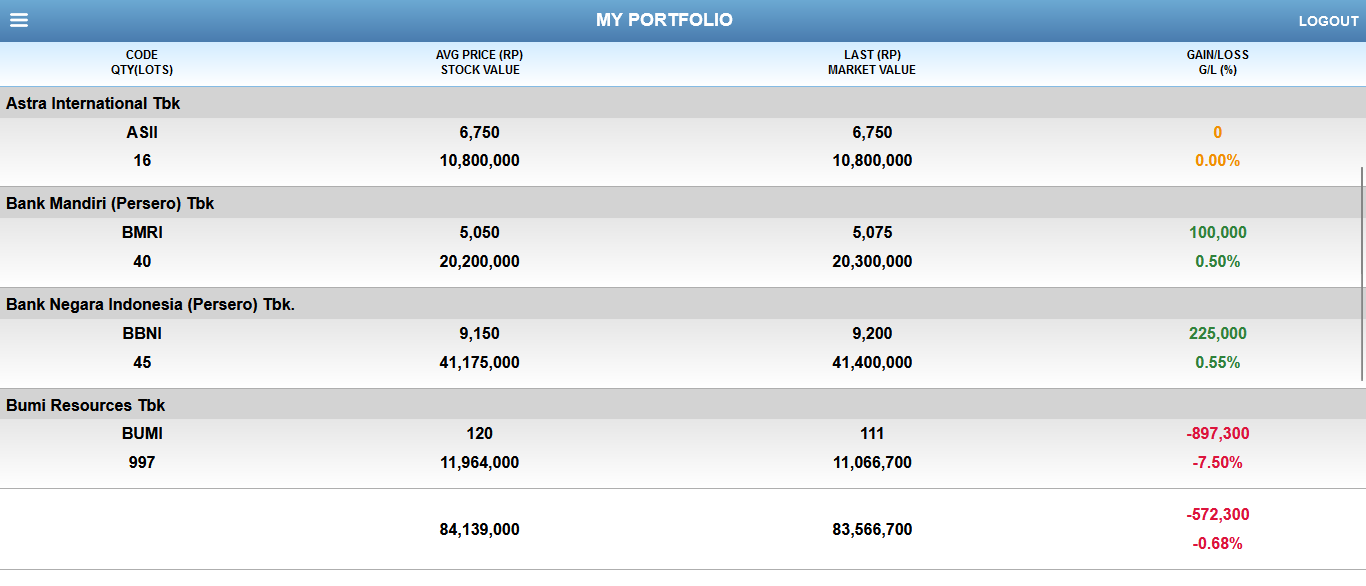 MY PORTFOLIO LOGOUT
CODE AVG PRICE (RP) LAST (RP) GAIN/LOSS
QTY(LOTS) STOCK VALUE MARKET VALUE G/L (%)
Astra International Tbk
ASII 6,750 6,750 0
16 10,800,000 10,800,000 0.00%
Bank Mandiri (Persero) Tbk
BMRI 5,050 5,075 100,000
40 20,200,000 20,300,000 0.50%
Bank Negara Indonesia (Persero) Tbk.
BBNI 9,150 9,200 225,000
45 41,175,000 41,400,000 0.55%
Bumi Resources Tbk
BUMI 120 111 -897,300
997 11,964,000 11,066,700 -7.50%
-572,300
84,139,000 83,566,700
-0.68%